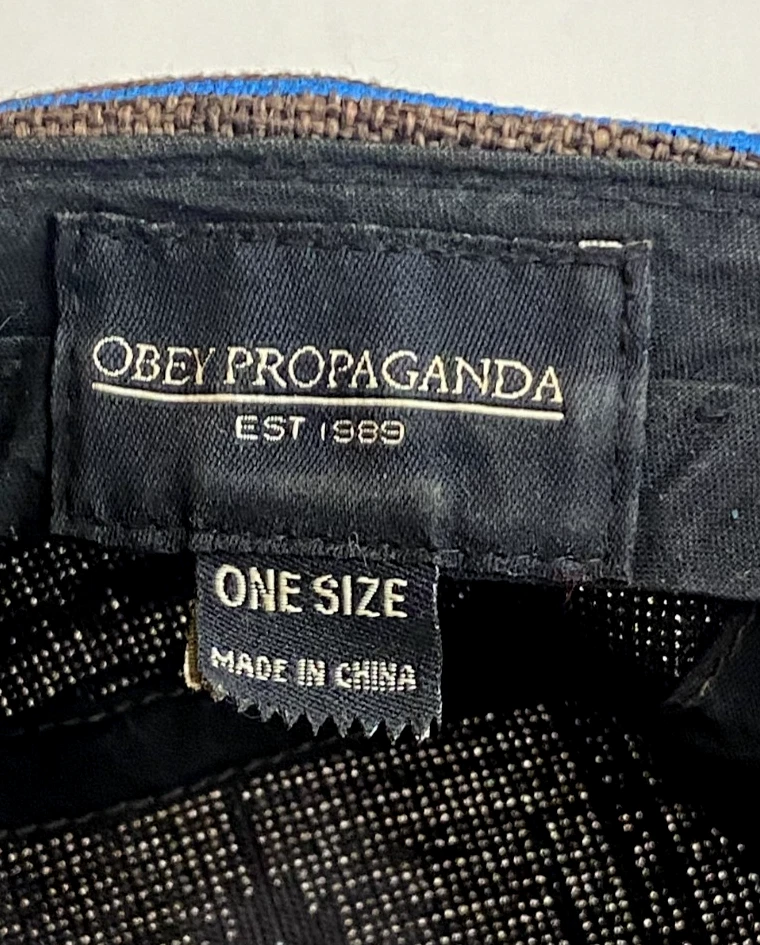 OBEY PROPAGANDA
EST 1989
ONE SIZE
MADE IN CHINA